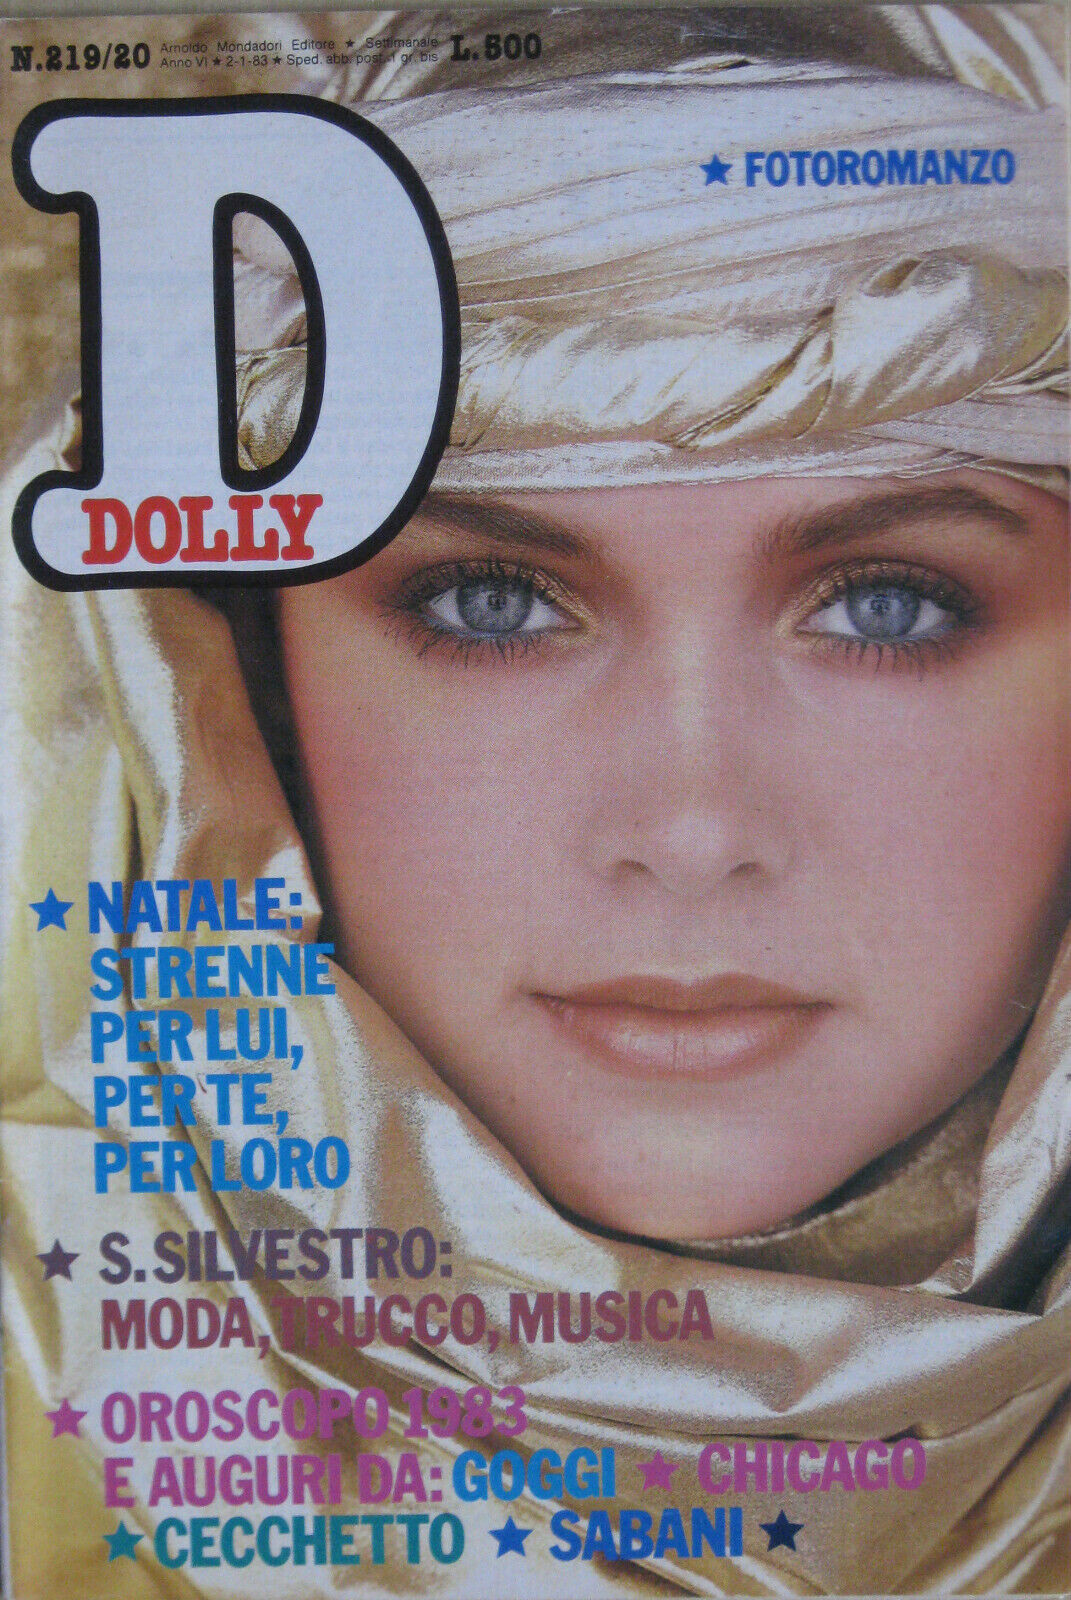 N.219/20 Arnoldo Mondadori Editore ★ Settimanale L.500
Anno VI ★ 2-1-83 ★ Sped. abb. post. 1 gr. bis
D
DOLLY
★ FOTOROMANZO
★ NATALE:
STRENNE
PER LUI,
PER TE,
PER LORO
★ S.SILVESTRO:
MODA, TRUCCO, MUSICA
★ OROSCOPO 1983
E AUGURI DA: GOGGI ★ CHICAGO
★ CECCHETTO ★ SABANI ★